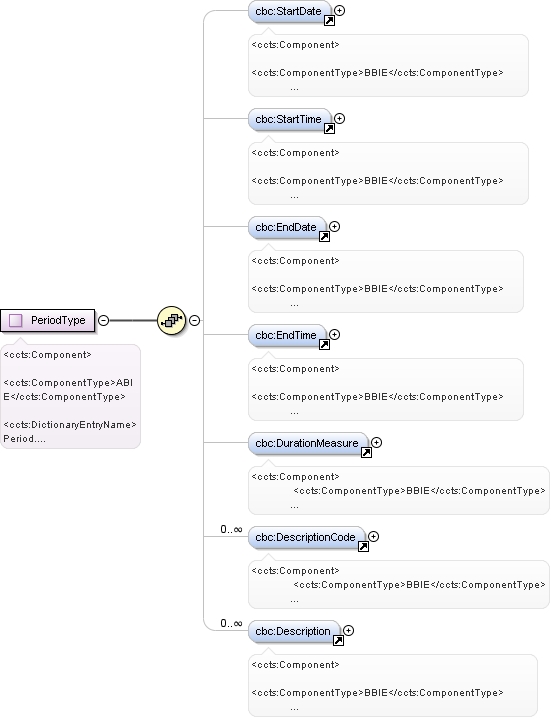 cbc:StartDate
<ccts:Component>
<ccts:ComponentType>BBIE</ccts:ComponentType>
...
cbc:StartTime
<ccts:Component>
<ccts:ComponentType>BBIE</ccts:ComponentType>
...
cbc:EndDate
<ccts:Component>
<ccts:ComponentType>BBIE</ccts:ComponentType>
...
PeriodType
<ccts:Component>
<ccts:ComponentType>ABI
E</ccts:ComponentType>
<ccts:DictionaryEntryName>
Period....
cbc:EndTime
<ccts:Component>
<ccts:ComponentType>BBIE</ccts:ComponentType>
...
cbc:DurationMeasure
<ccts:Component>
<ccts:ComponentType>BBIE</ccts:ComponentType>
...
0..∞
cbc:DescriptionCode
<ccts:Component>
<ccts:ComponentType>BBIE</ccts:ComponentType>
...
0..∞
cbc:Description
<ccts:Component>
<ccts:ComponentType>BBIE</ccts:ComponentType>
...